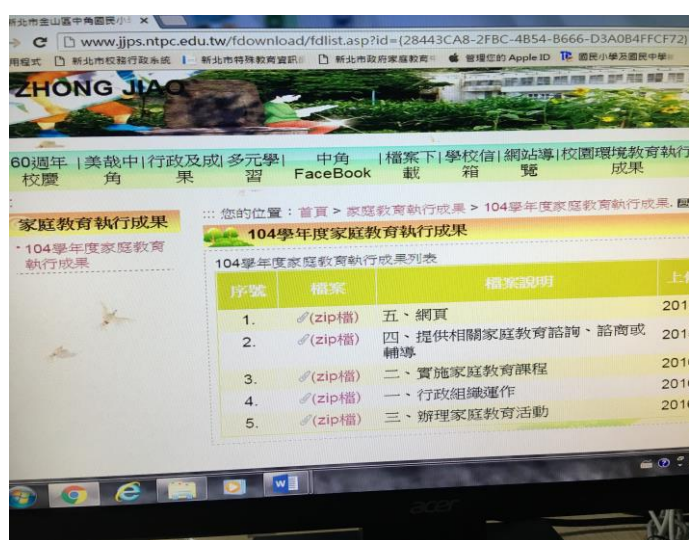 新北市金山區中角國民小
www.jjps.ntpc.edu.tw/fdownload/fdlist.asp?id={28443CA8-2FBC-4B54-B666-D3A0B4FFCF72}
用程式 新北市校務行政系統 新北市特殊教育資訊 新北市政府家庭教育 管理您的 Apple ID 國民小學及國民中學
ZHONG JIAO
60週年校慶 | 美哉中角 | 行政及成果 | 多元學習 | 中角FaceBook | 檔案下載 | 學校信箱 | 網站導覽 | 校園環境教育執行成果
::: 您的位置：首頁 > 家庭教育執行成果 > 104學年度家庭教育執行成果.
家庭教育執行成果
104學年度家庭教育
執行成果
104學年度家庭教育執行成果
104學年度家庭教育執行成果列表
序號 檔案 檔案說明 上
1. (zip檔) 五、網頁 201
2. (zip檔) 四、提供相關家庭教育諮詢、諮商或輔導 201
3. (zip檔) 二、實施家庭教育課程 201
4. (zip檔) 一、行政組織運作 201
5. (zip檔) 三、辦理家庭教育活動 201
acer